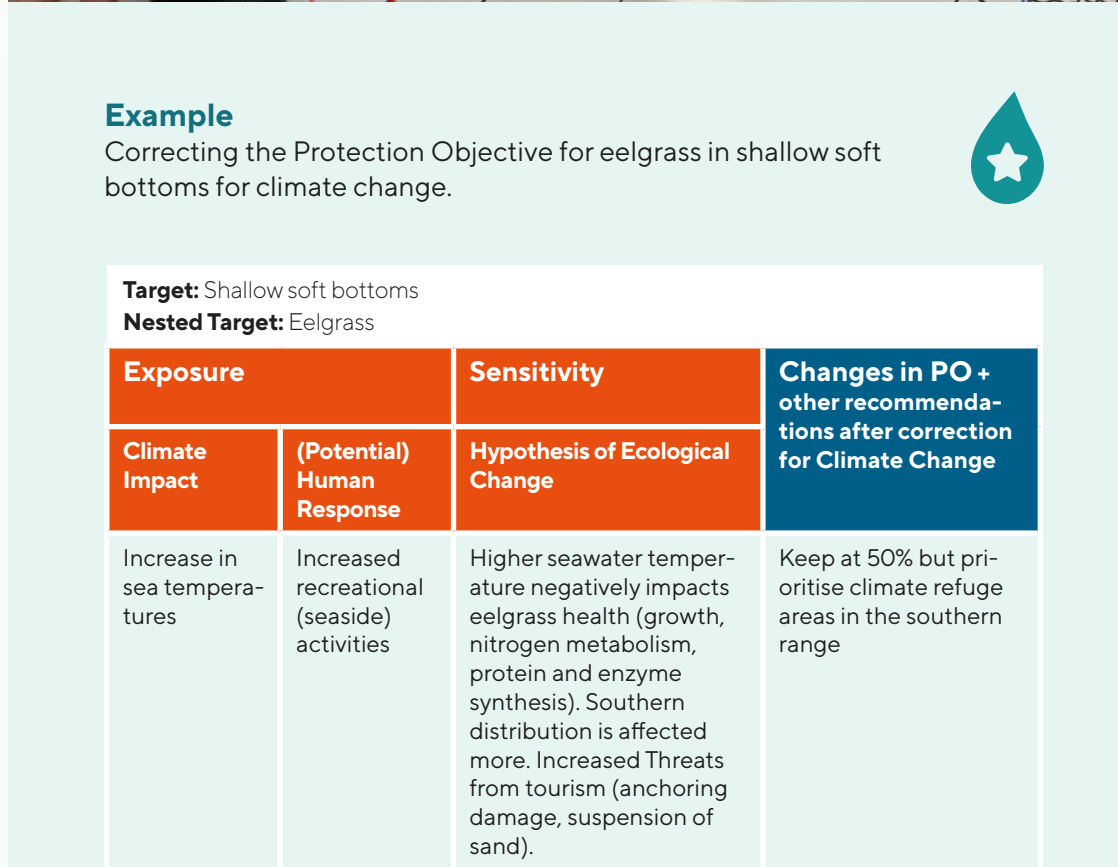 Example
Correcting the Protection Objective for eelgrass in shallow soft
bottoms for climate change.
Target: Shallow soft bottoms
Nested Target: Eelgrass
Exposure
Sensitivity
Changes in PO +
other recommenda-
tions after correction
for Climate Change
Climate
Impact
(Potential)
Human
Response
Hypothesis of Ecological
Change
Increase in
sea tempera-
tures
Increased
recreational
(seaside)
activities
Higher seawater temper-
ature negatively impacts
eelgrass health (growth,
nitrogen metabolism,
protein and enzyme
synthesis). Southern
distribution is affected
more. Increased Threats
from tourism (anchoring
damage, suspension of
sand).
Keep at 50% but pri-
oritise climate refuge
areas in the southern
range